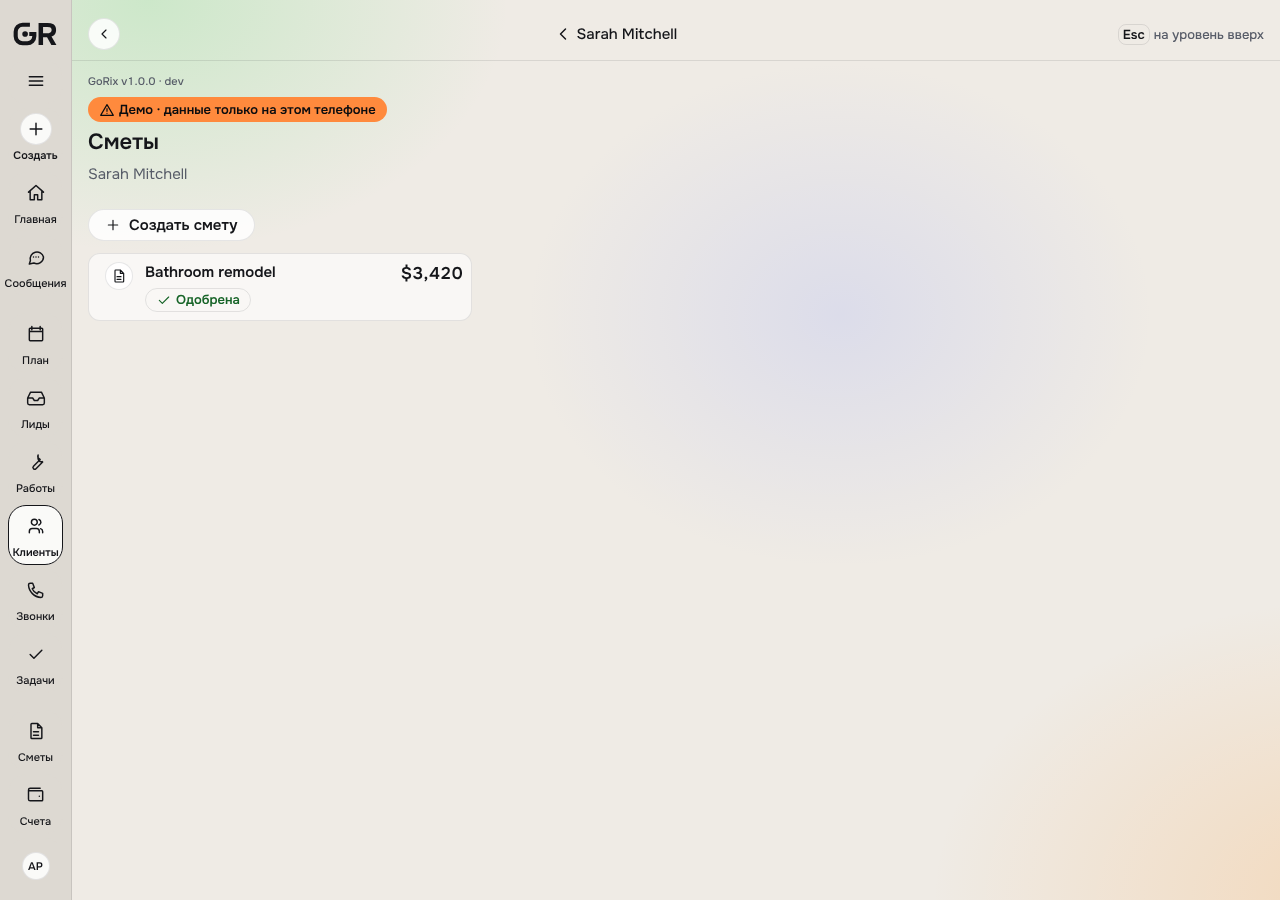 GR
Sarah Mitchell
Esc на уровень вверх
GoRix v1.0.0 · dev
Демо · данные только на этом телефоне
Сметы
Sarah Mitchell
Создать смету
Bathroom remodel
$3,420
Одобрена
Создать
Главная
Сообщения
План
Лиды
Работы
Клиенты
Звонки
Задачи
Сметы
Счета
AP